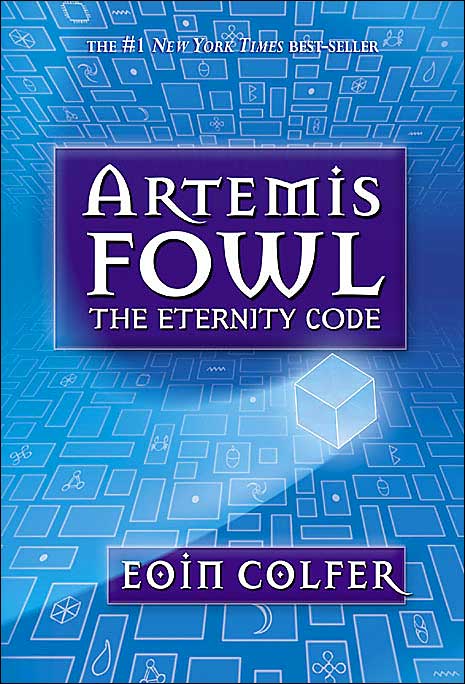 THE #1 NEW YORK TIMES BEST-SELLER
ARTEMIS
FOWL
THE ETERNITY CODE
EOIN COLFER